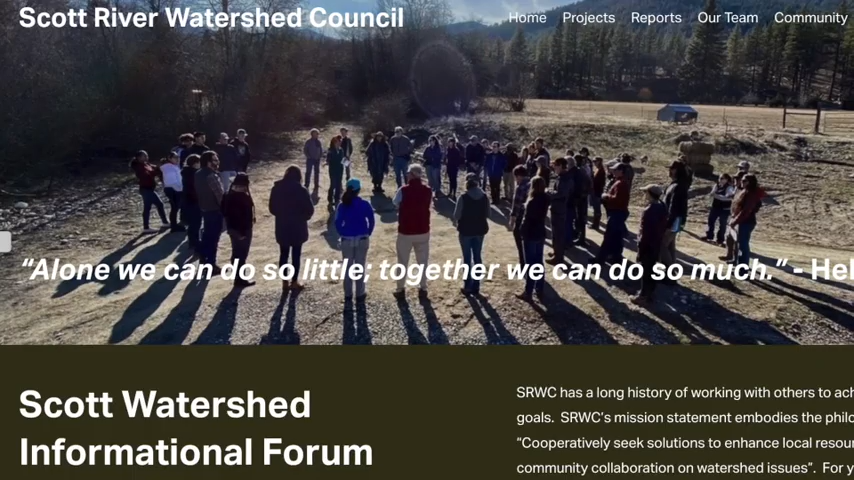 Scott River Watershed Council
Home Projects Reports Our Team Community
“Alone we can do so little; together we can do so much.” - Hel
Scott Watershed
Informational Forum
SRWC has a long history of working with others to ach
goals. SRWC’s mission statement embodies the philo
“Cooperatively seek solutions to enhance local resour
community collaboration on watershed issues”. For y